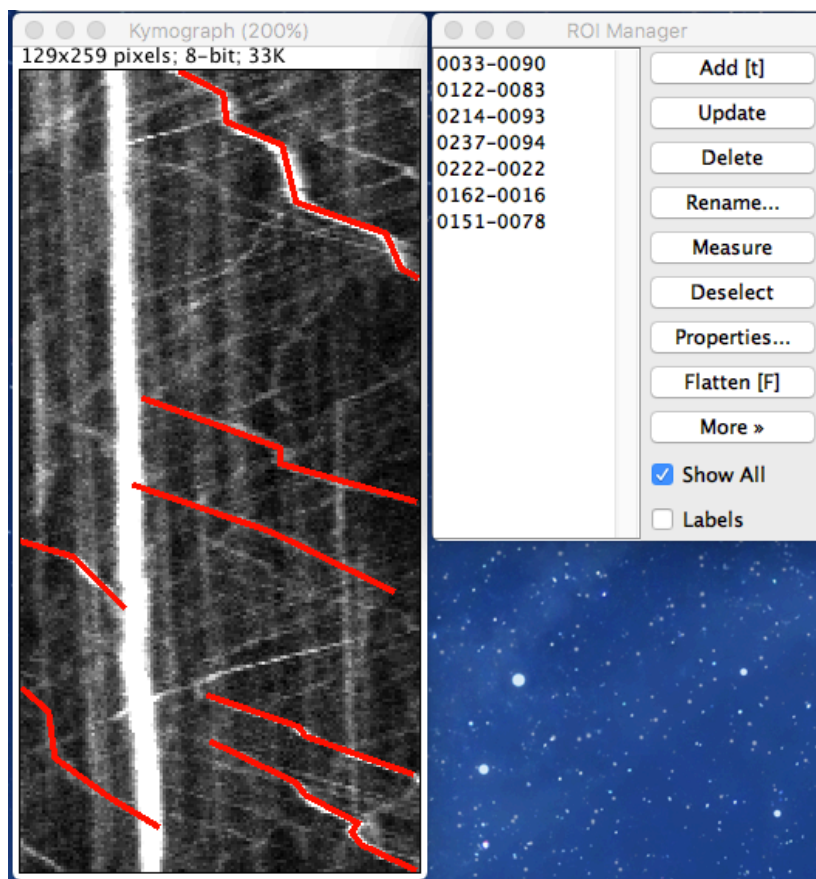 Kymograph (200%)
129x259 pixels; 8-bit; 33K
ROI Manager
0033-0090
0122-0083
0214-0093
0237-0094
0222-0022
0162-0016
0151-0078
Add [t]
Update
Delete
Rename...
Measure
Deselect
Properties...
Flatten [F]
More »
Show All
Labels